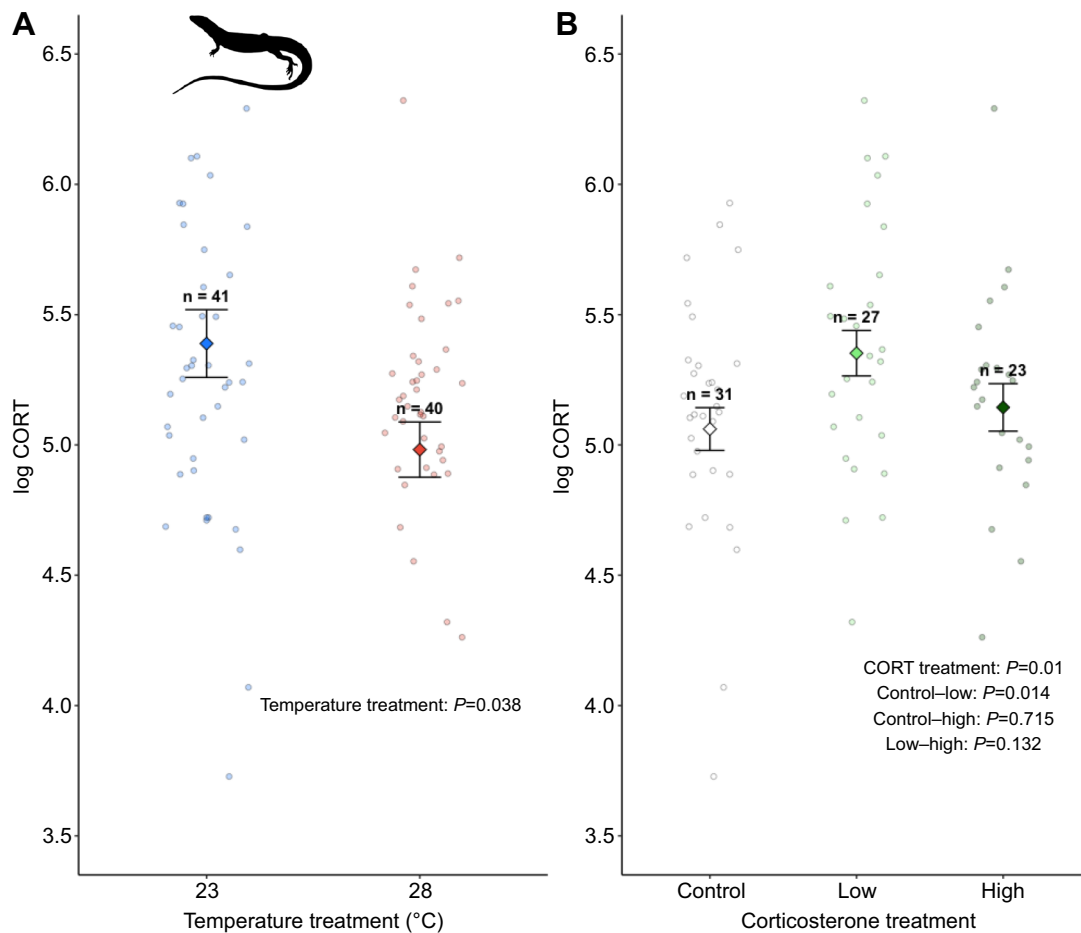 A
6.5
6.0
5.5
5.0
4.5
4.0
3.5
log CORT
n = 41
n = 40
Temperature treatment: P=0.038
23
28
Temperature treatment (°C)
B
6.5
6.0
5.5
5.0
4.5
4.0
3.5
log CORT
n = 31
n = 27
n = 23
CORT treatment: P=0.01
Control–low: P=0.014
Control–high: P=0.715
Low–high: P=0.132
Control
Low
High
Corticosterone treatment